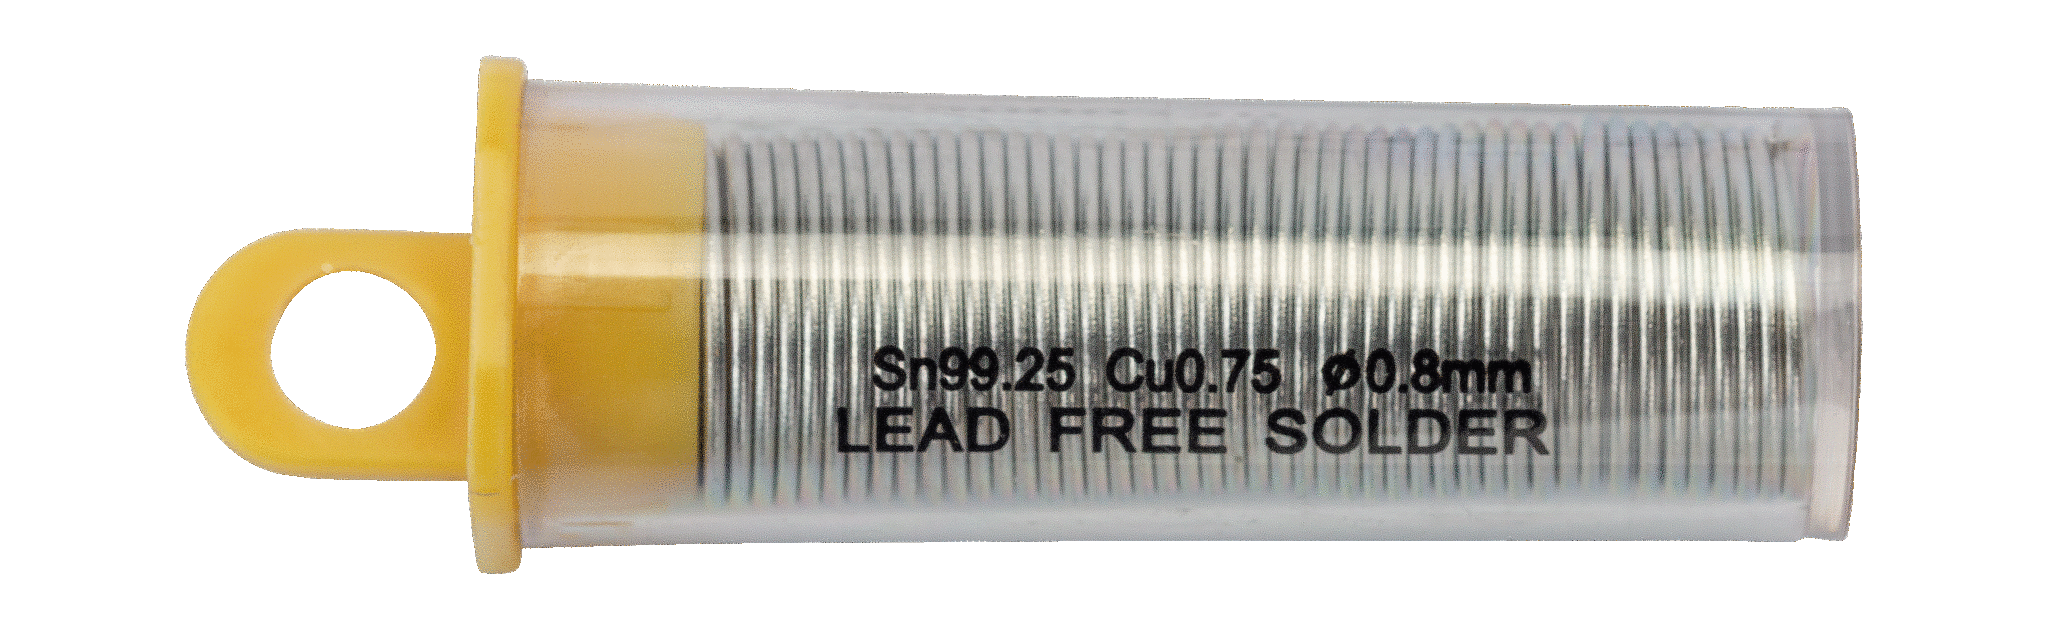 Sn99.25 Cu0.75 ø0.8mm
LEAD FREE SOLDER